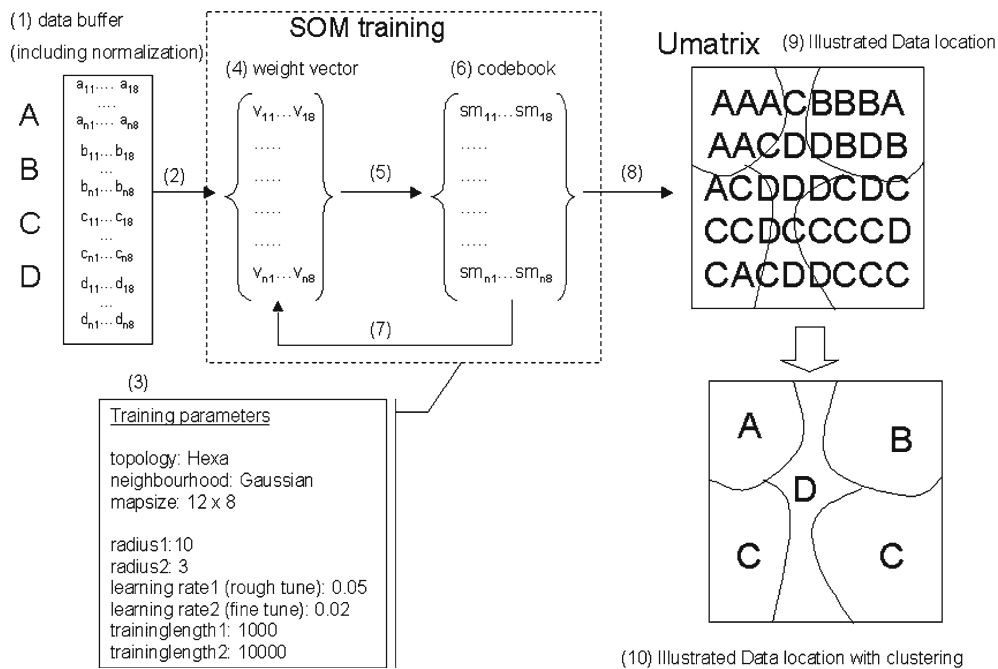 (1) data buffer
(including normalization)
A
B
C
D
a11.... a18
....
an1... an8
b11... b18
...
bn1... bn8
c11... c18
...
cn1... cn8
d11... d18
...
dn1... dn8
(2)
SOM training
(4) weight vector
v11...v18
.....
.....
.....
.....
vn1...vn8
(5)
(6) codebook
sm11...sm18
.....
.....
.....
.....
smn1...smn8
(7)
(8)
(3)
Training parameters
topology: Hexa
neighbourhood: Gaussian
mapsize: 12 x 8
radius1: 10
radius2: 3
learning rate1 (rough tune): 0.05
learning rate2 (fine tune): 0.02
traininglength1: 1000
traininglength2: 10000
Umatrix (9) Illustrated Data location
AAACBBBA
AACDDBDB
ACDDDCDC
CCDCCCCD
CACDDCCC
A
B
D
C
C
(10) Illustrated Data location with clustering